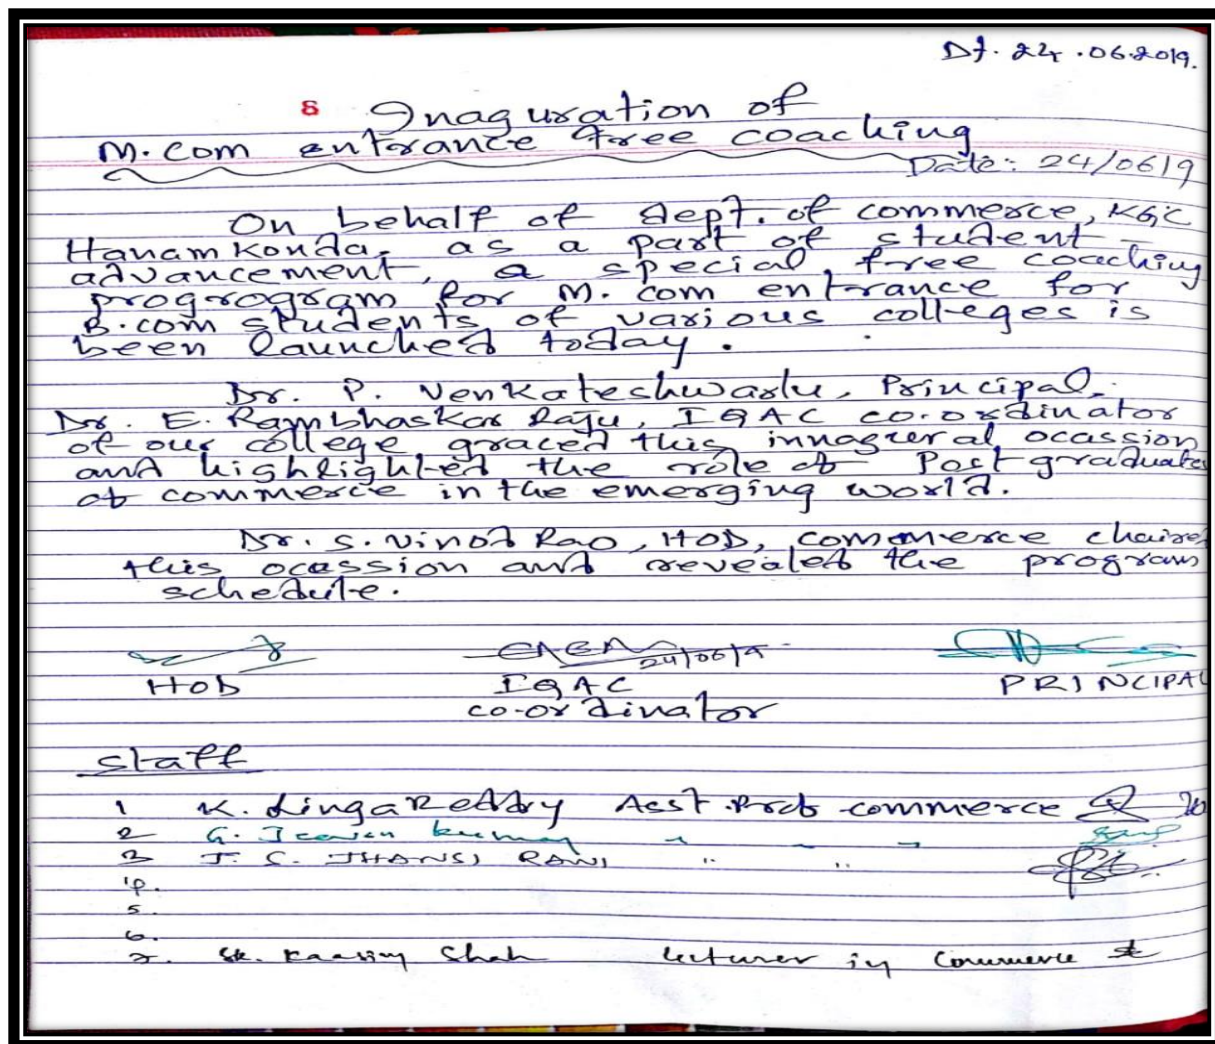 Dt. 24.06.2019.
8 Inaguration of
M.com entrance free coaching
Date: 24/06/9
On behalf of Dept. of commerce, KGC
Hanamkonda, as a part of student
advancement, a special, free coaching
progrogram for M.com entrance for
B.com students of various colleges is
been launched today.
Dr. P. Venkateshwarlu, Principal,
Dr. E. Rambhaskar Raju, IQAC co-ordinator
of our college graced this innagural ocassion
and highlighted the role of Postgraduates
of commerce in the emerging world.
Dr. S. Vinod Rao, HOD, commerce chaired
this ocassion and revealed the program
schedule.
24/06/9
HOD IQAC PRINCIPAL
co-ordinator
Staff
1 K. Linga Reddy Asst. Prof commerce
2 G. Jeevan kumar " " "
3 J. S. JHANSI RANI " "
4.
5.
6.
7. Sk. Kaasim Shah lecturer in Commerce